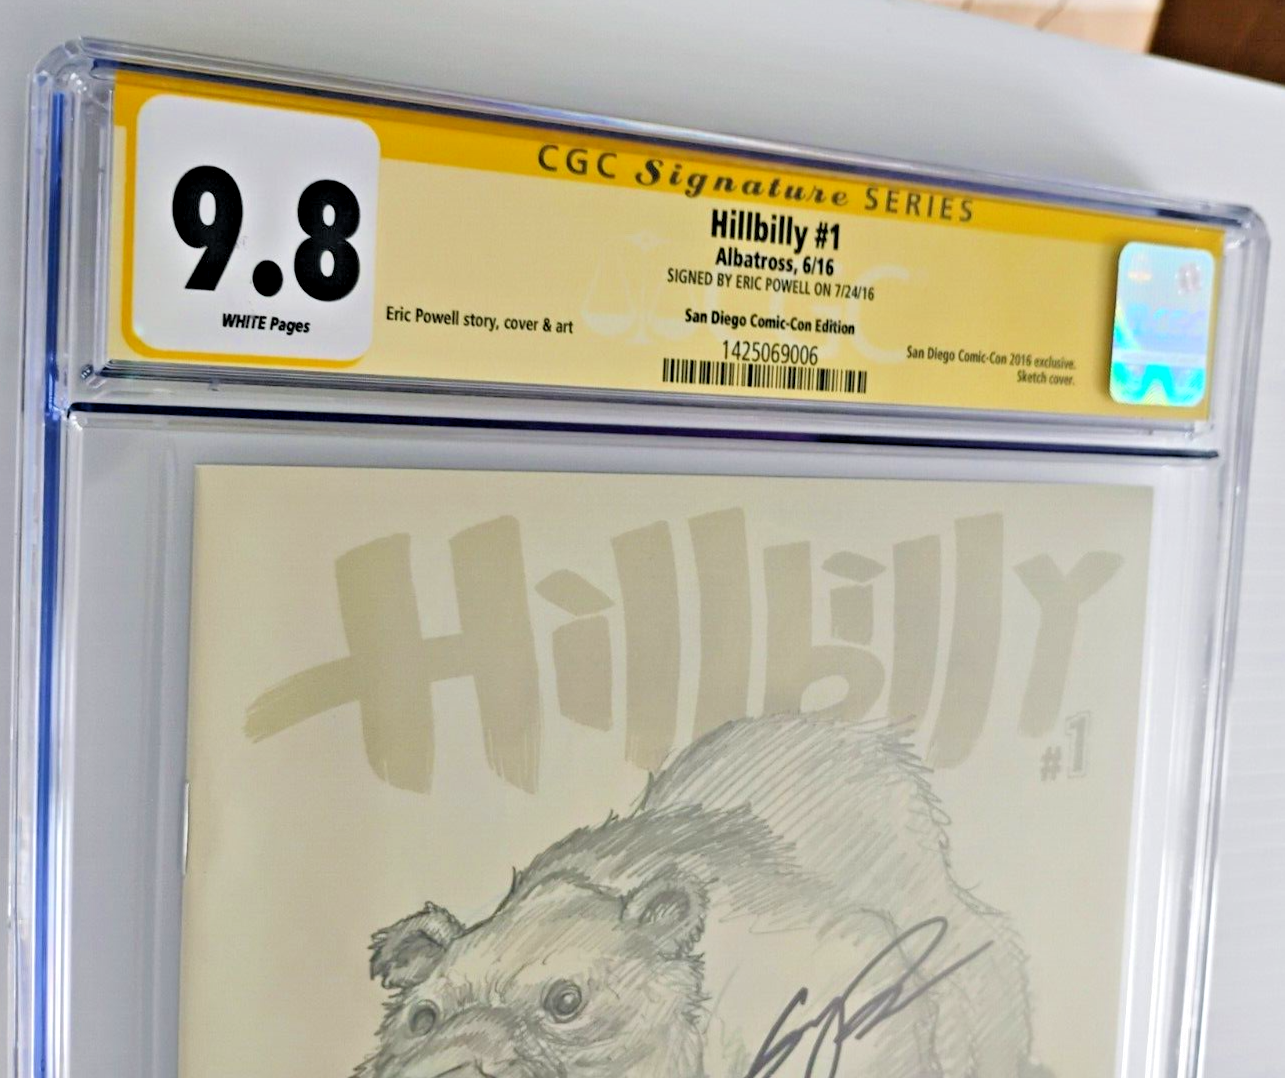 CGC Signature SERIES
9.8
WHITE Pages
Hillbilly #1
Albatross, 6/16
SIGNED BY ERIC POWELL ON 7/24/16
Eric Powell story, cover & art
San Diego Comic-Con Edition
1425069006
San Diego Comic-Con 2016 exclusive.
Sketch cover.
Hillbilly
#1